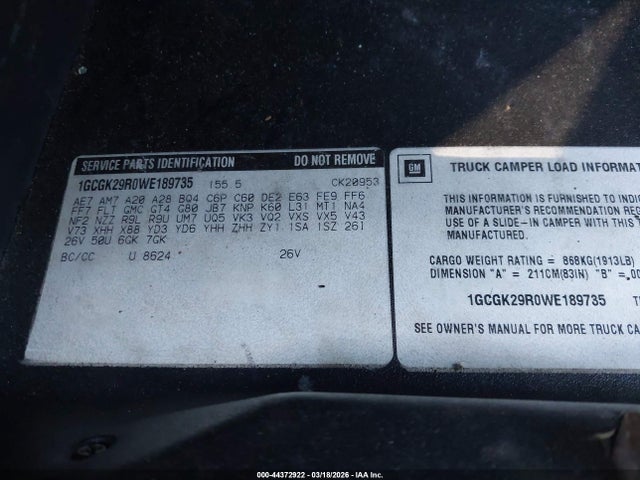 SERVICE PARTS IDENTIFICATION DO NOT REMOVE
1GCGK29R0WE189735 155.5 CK20953
AE7 AM7 A20 A28 BQ4 C6P C60 DE2 E63 FE9 FF6
FF7 FLT GMC GT4 G80 JB7 KNP K60 L31 MT1 NA4
NF2 NZZ R9L R9U UM7 UQ5 VK3 VQ2 VXS VX5 V43
V73 XHH X88 YD3 YD6 YHH ZHH ZY1 1SA 1SZ 26I
26V 50U 6GK 7GK
BC/CC U 8624 26V
GM
TRUCK CAMPER LOAD INFORMAT
THIS INFORMATION IS FURNISHED TO INDI
MANUFACTURER'S RECOMMENDATION RE
USE OF A SLIDE-IN CAMPER WITH THIS
MANUFACTURER.
CARGO WEIGHT RATING = 868KG(1913LB)
DIMENSION "A" = 211CM(83IN) "B" =.00
1GCGK29R0WE189735
SEE OWNER'S MANUAL FOR MORE TRUCK CA
000-44372922 - 03/18/2026 - IAA Inc.